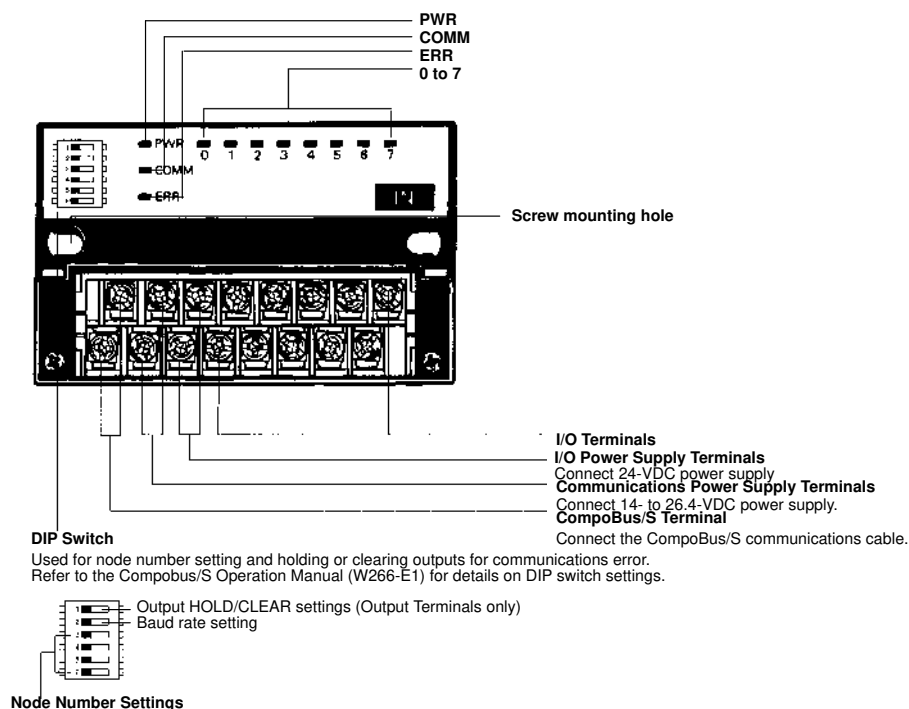 PWR
COMM
ERR
0 to 7
PWR
0 1 2 3 4 5 6 7
COMM
ERR
IN
Screw mounting hole
I/O Terminals
I/O Power Supply Terminals
Connect 24-VDC power supply
Communications Power Supply Terminals
Connect 14- to 26.4-VDC power supply.
CompoBus/S Terminal
Connect the CompoBus/S communications cable.
DIP Switch
Used for node number setting and holding or clearing outputs for communications error.
Refer to the Compobus/S Operation Manual (W266-E1) for details on DIP switch settings.
Output HOLD/CLEAR settings (Output Terminals only)
Baud rate setting
Node Number Settings